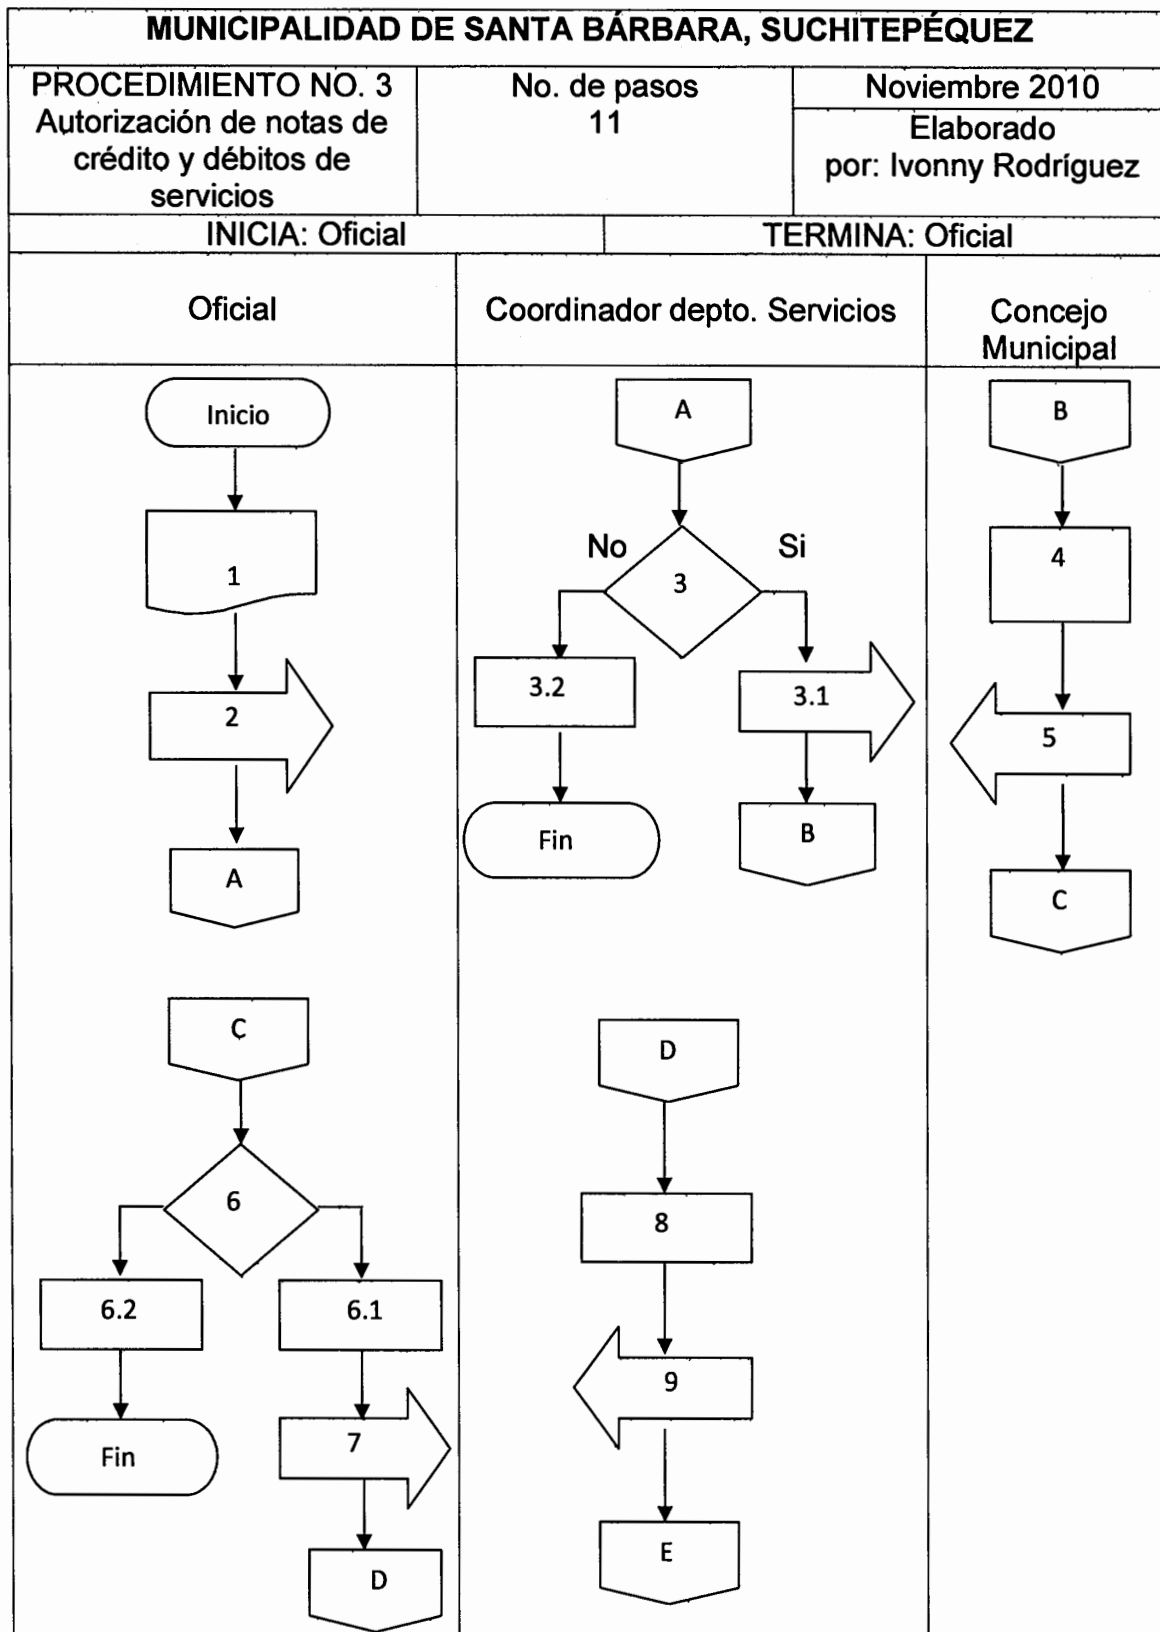 MUNICIPALIDAD DE SANTA BÁRBARA, SUCHITEPÉQUEZ
PROCEDIMIENTO NO. 3
Autorización de notas de
crédito y débitos de
servicios
No. de pasos
11
Noviembre 2010
Elaborado
por: Ivonny Rodríguez
INICIA: Oficial
TERMINA: Oficial
Oficial
Coordinador depto. Servicios
Concejo
Municipal
Inicio
1
2
A
C
6
6.2
6.1
Fin
7
D
A
No
Si
3
3.2
3.1
Fin
B
D
8
9
E
B
4
5
C